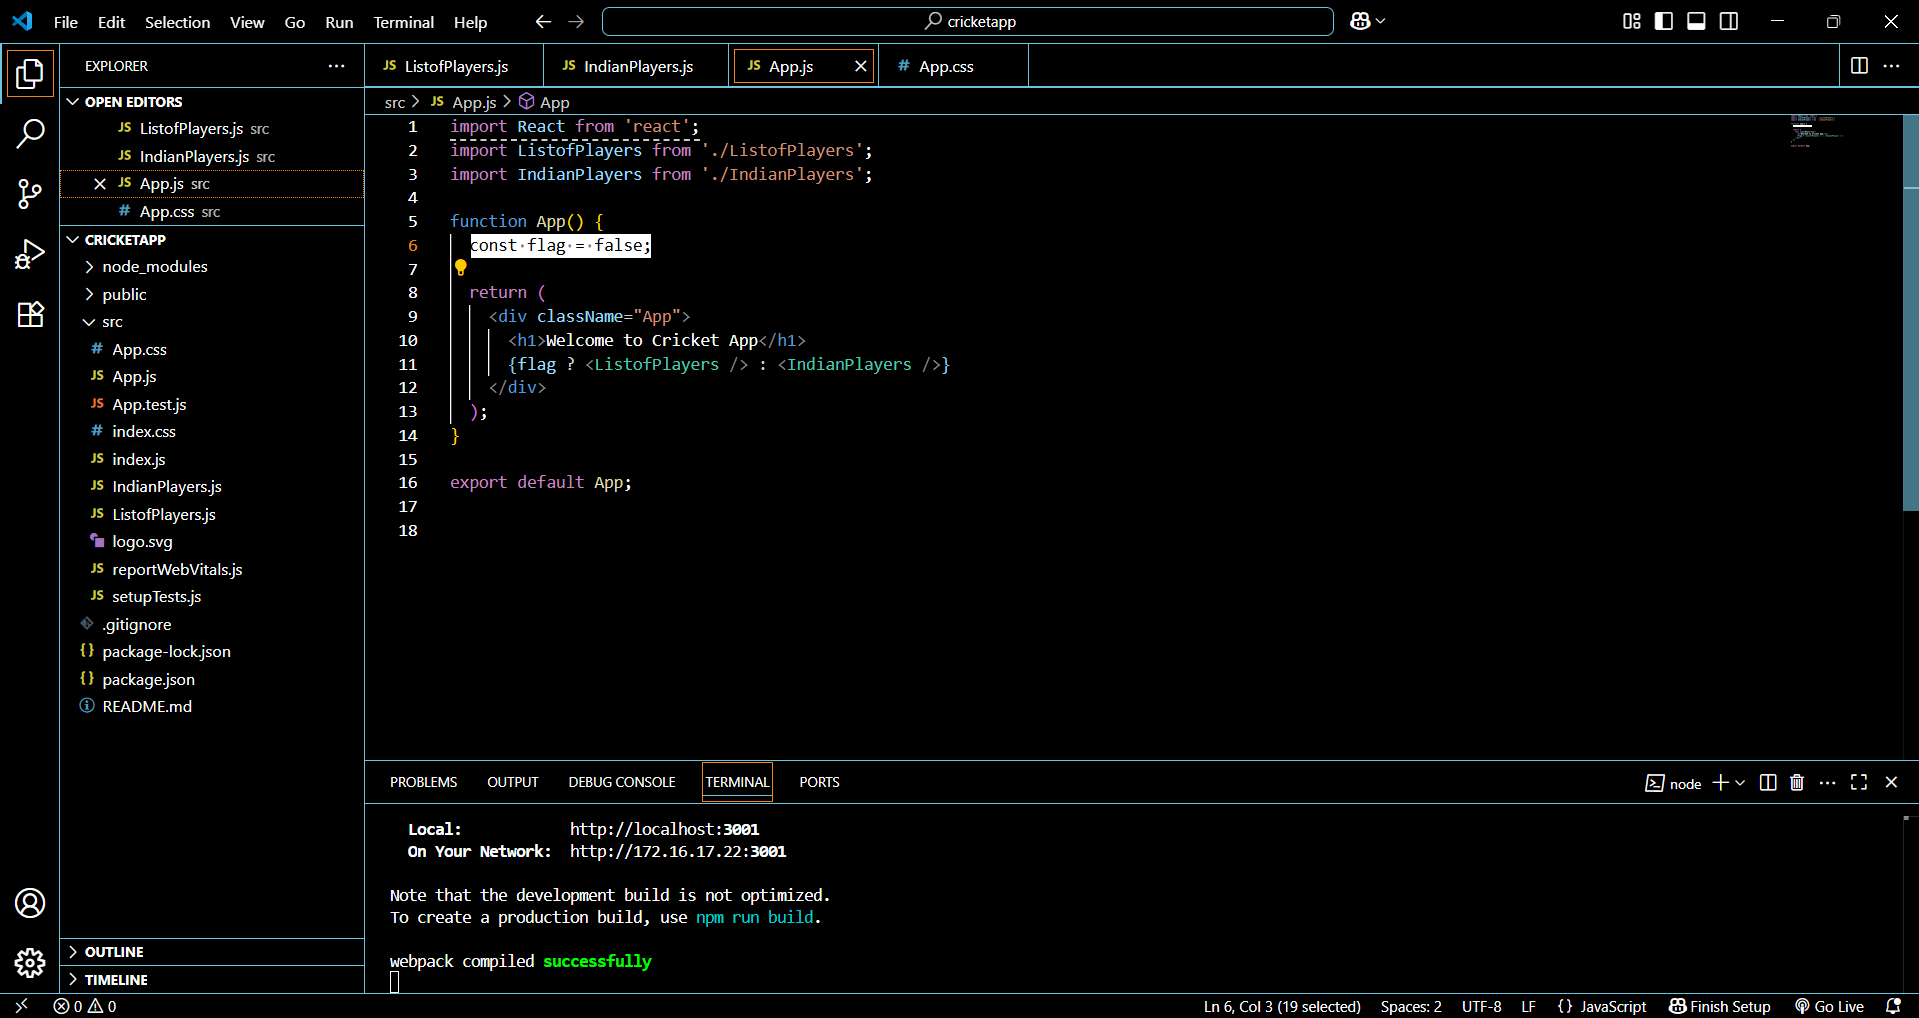 File Edit Selection View Go Run Terminal Help
cricketapp
EXPLORER
OPEN EDITORS
JS ListofPlayers.js src
JS IndianPlayers.js src
JS App.js src
# App.css src
CRICKETAPP
node_modules
public
src
# App.css
JS App.js
JS App.test.js
# index.css
JS index.js
JS IndianPlayers.js
JS ListofPlayers.js
logo.svg
JS reportWebVitals.js
JS setupTests.js
.gitignore
{} package-lock.json
{} package.json
README.md
OUTLINE
TIMELINE
JS ListofPlayers.js JS IndianPlayers.js JS App.js # App.css
src > JS App.js > App
1 import React from 'react';
2 import ListofPlayers from './ListofPlayers';
3 import IndianPlayers from './IndianPlayers';
4
5 function App() {
6 const·flag·=·false;
7
8 return (
9 <div className="App">
10 <h1>Welcome to Cricket App</h1>
11 {flag ? <ListofPlayers /> : <IndianPlayers />}
12 </div>
13 );
14 }
15
16 export default App;
17
18
PROBLEMS OUTPUT DEBUG CONSOLE TERMINAL PORTS
node
Local: http://localhost:3001
On Your Network: http://172.16.17.22:3001
Note that the development build is not optimized.
To create a production build, use npm run build.
webpack compiled successfully
0 0
Ln 6, Col 3 (19 selected) Spaces: 2 UTF-8 LF {} JavaScript Finish Setup Go Live